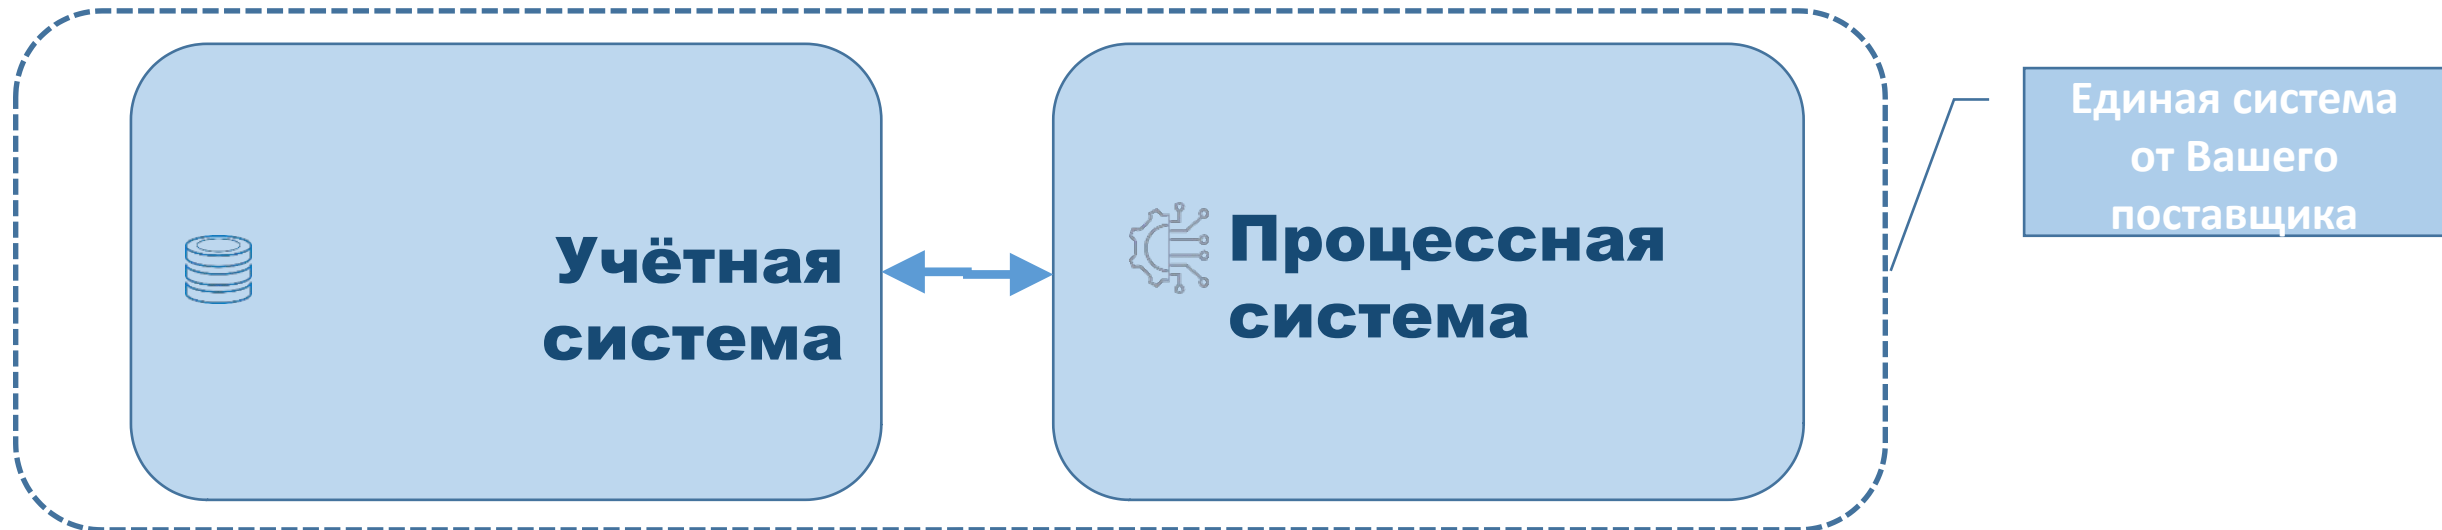 Учётная
система
Процессная
система
Единая система
от Вашего
поставщика